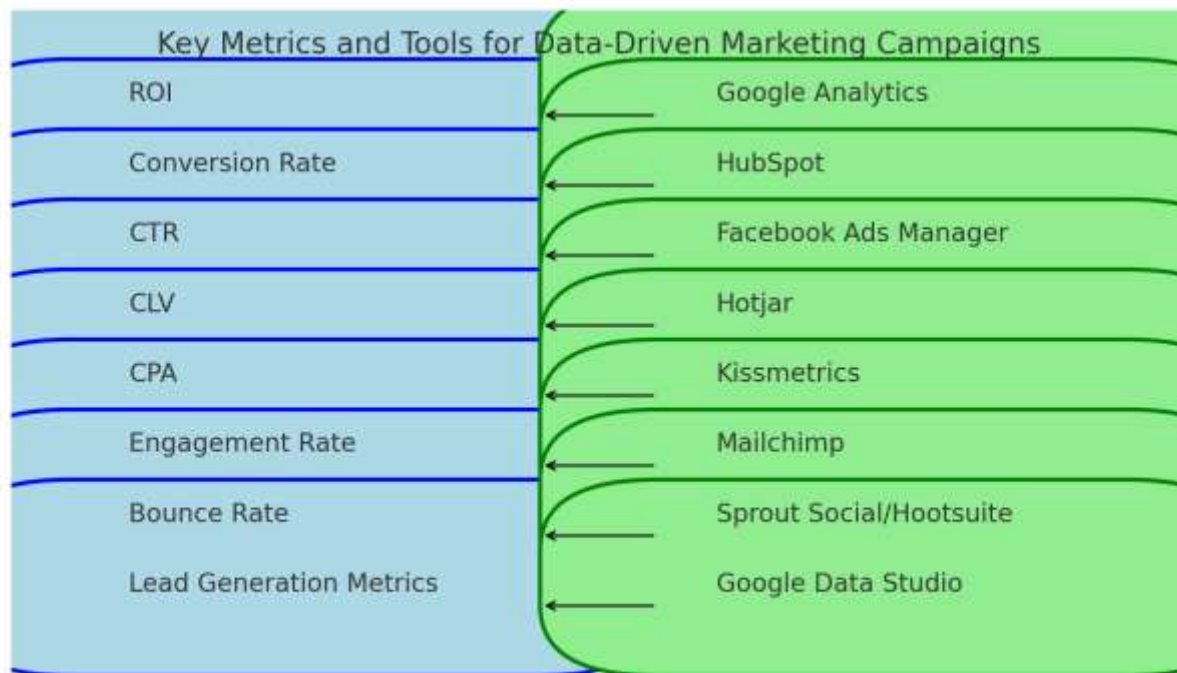 Key Metrics and Tools for Data-Driven Marketing Campaigns
ROI
Google Analytics
Conversion Rate
HubSpot
CTR
Facebook Ads Manager
CLV
Hotjar
CPA
Kissmetrics
Engagement Rate
Mailchimp
Bounce Rate
Sprout Social/Hootsuite
Lead Generation Metrics
Google Data Studio